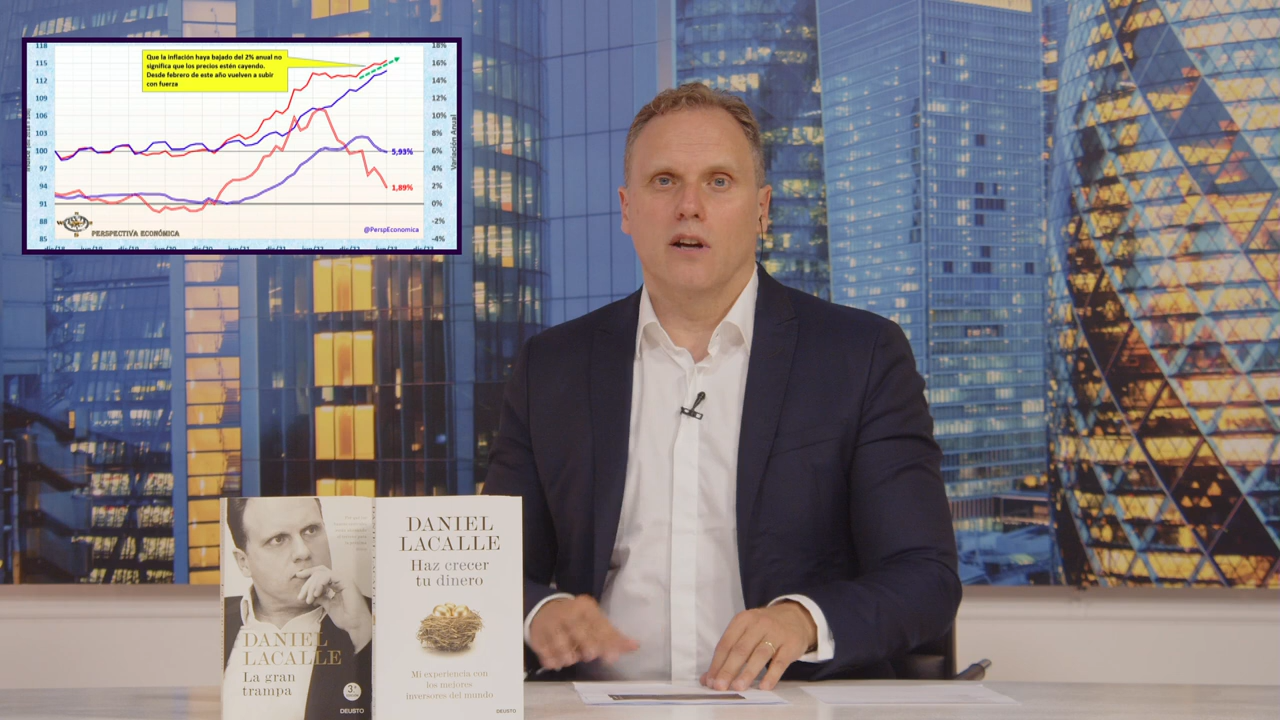 118
115
112
109
106
103
100
97
94
91
88
85
18%
16%
14%
12%
10%
8%
6%
4%
2%
0%
-2%
-4%
Variación Anual
Que la inflación haya bajado del 2% anual no
significa que los precios estén cayendo.
Desde febrero de este año vuelven a subir
con fuerza
5,93%
1,89%
PERSPECTIVA ECONÓMICA
@PerspEconomica
DANIEL
LACALLE
La gran
trampa
3.ª
DEUSTO
DANIEL
LACALLE
Haz crecer
tu dinero
Mi experiencia con
los mejores
inversores del mundo
DEUSTO